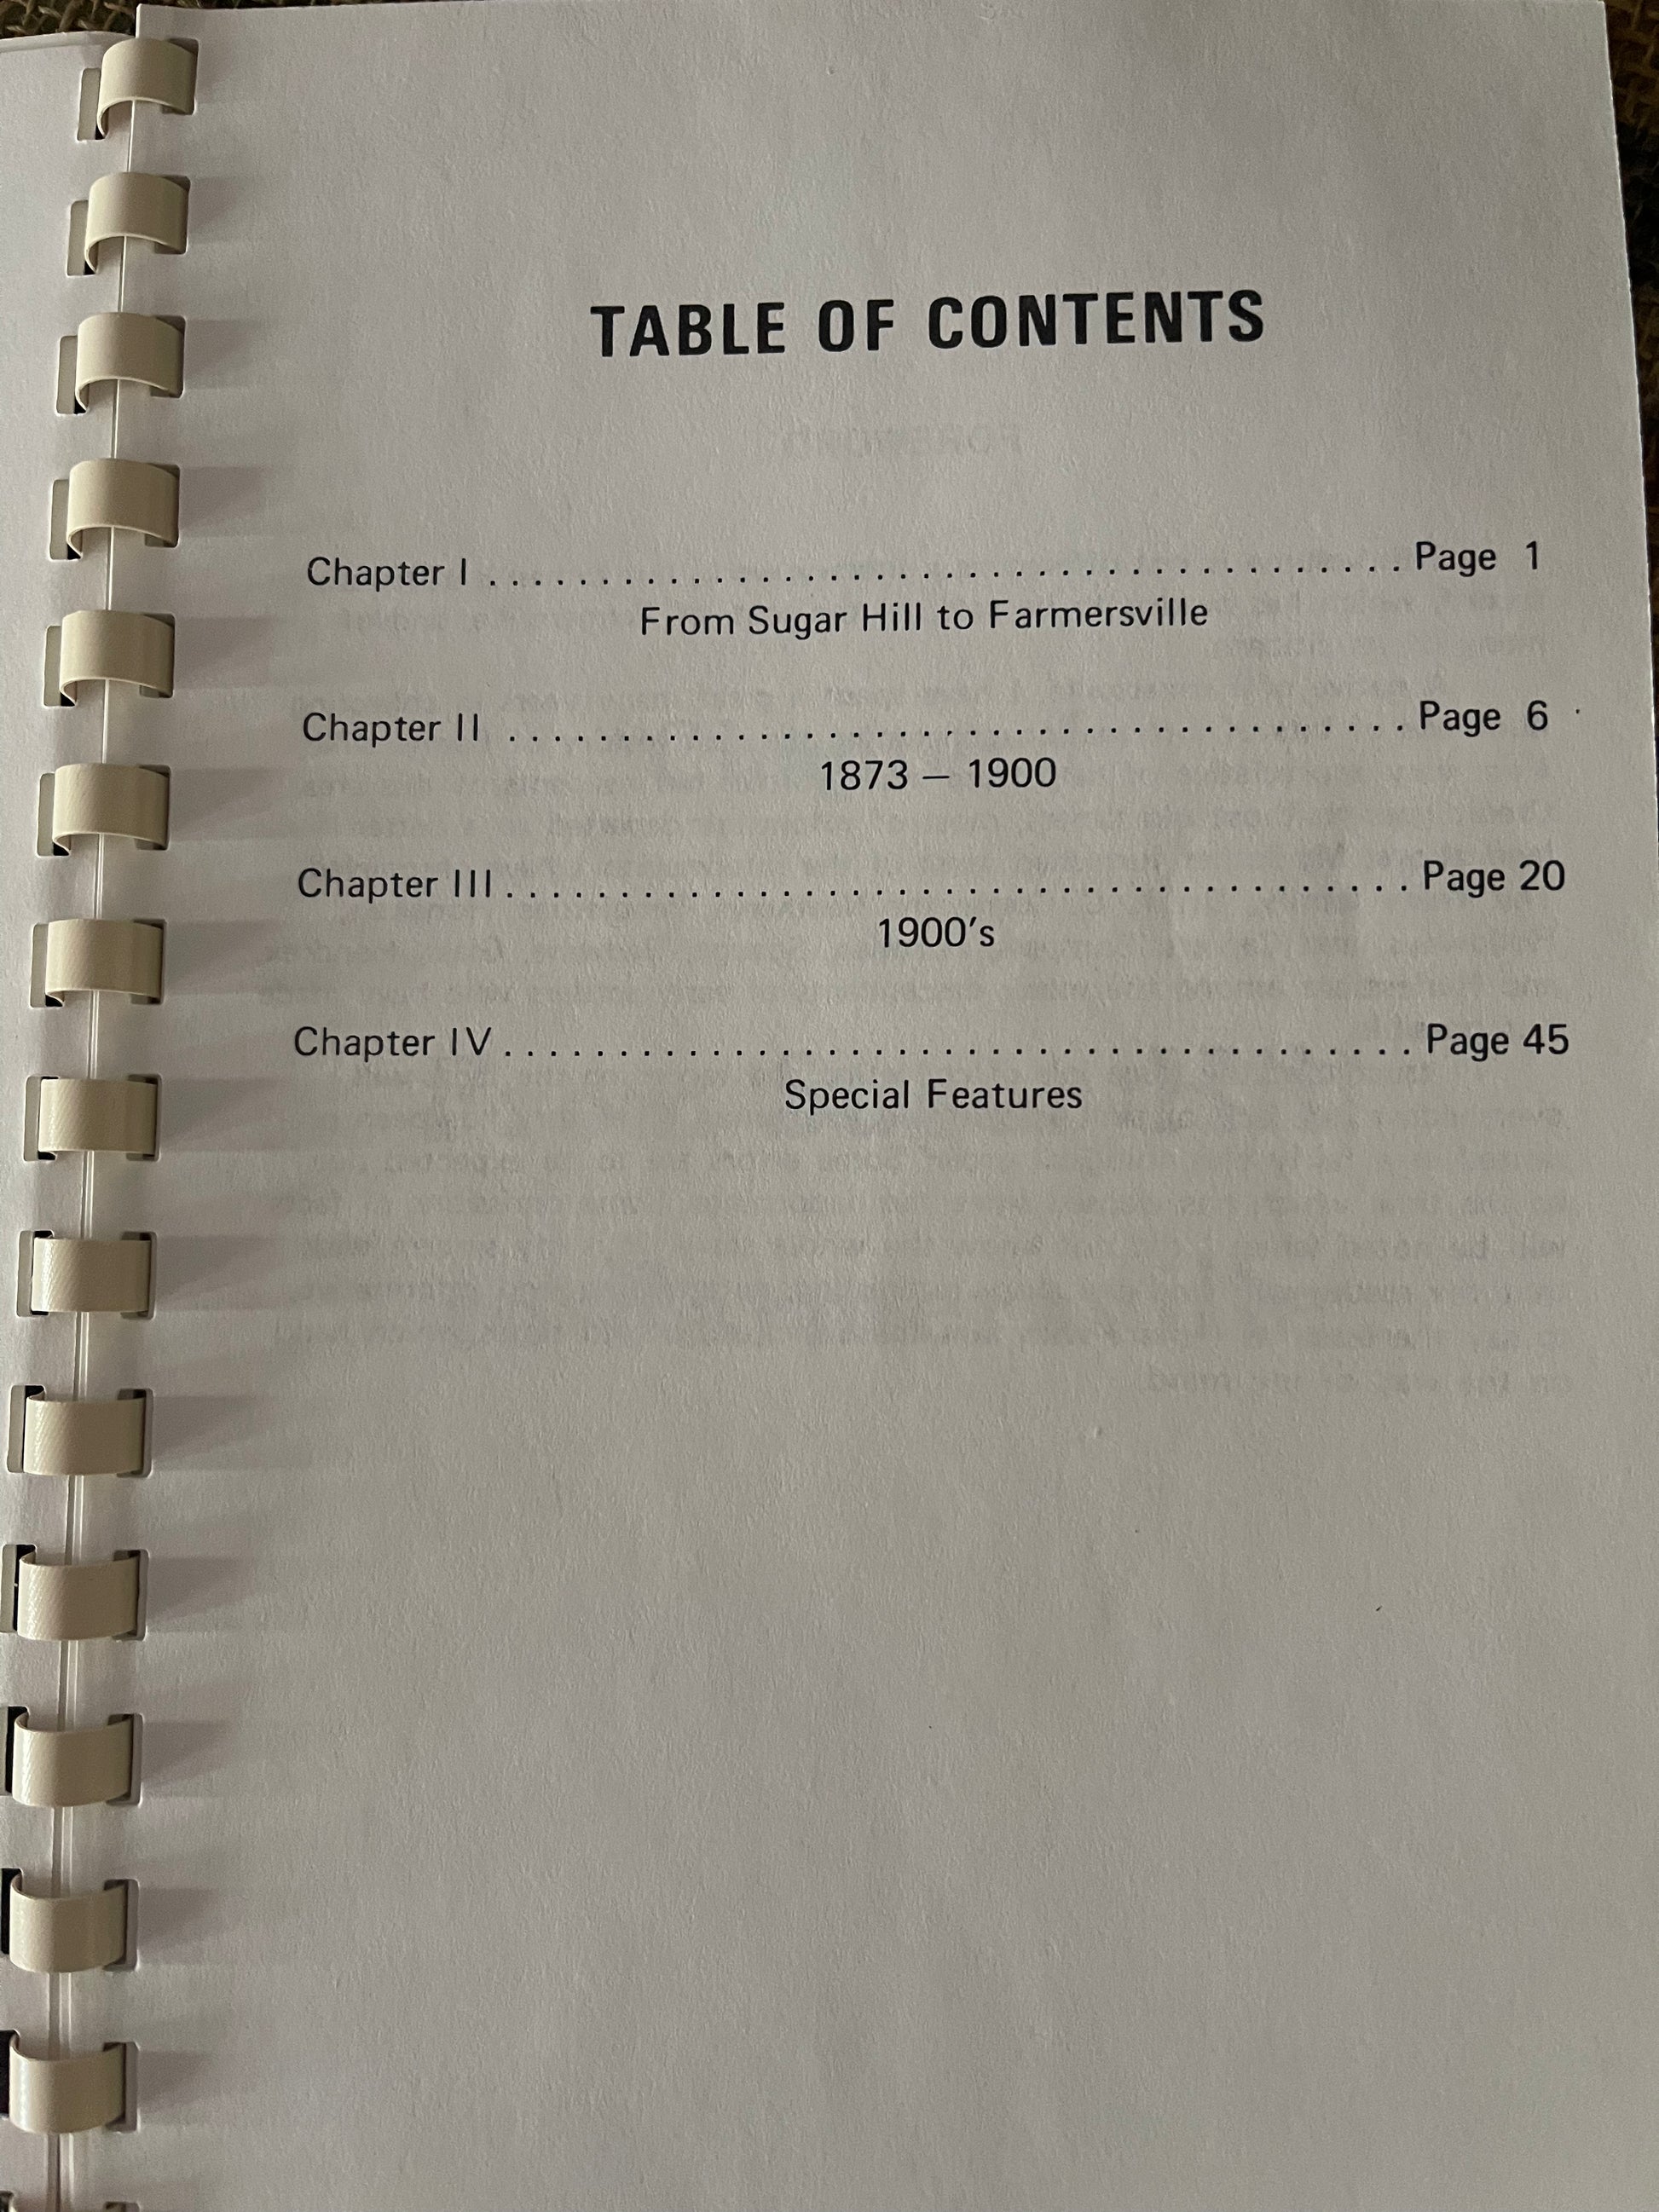 TABLE OF CONTENTS
Chapter I ........................................ Page 1
From Sugar Hill to Farmersville
Chapter II ....................................... Page 6
1873 – 1900
Chapter III ....................................... Page 20
1900's
Chapter IV ....................................... Page 45
Special Features